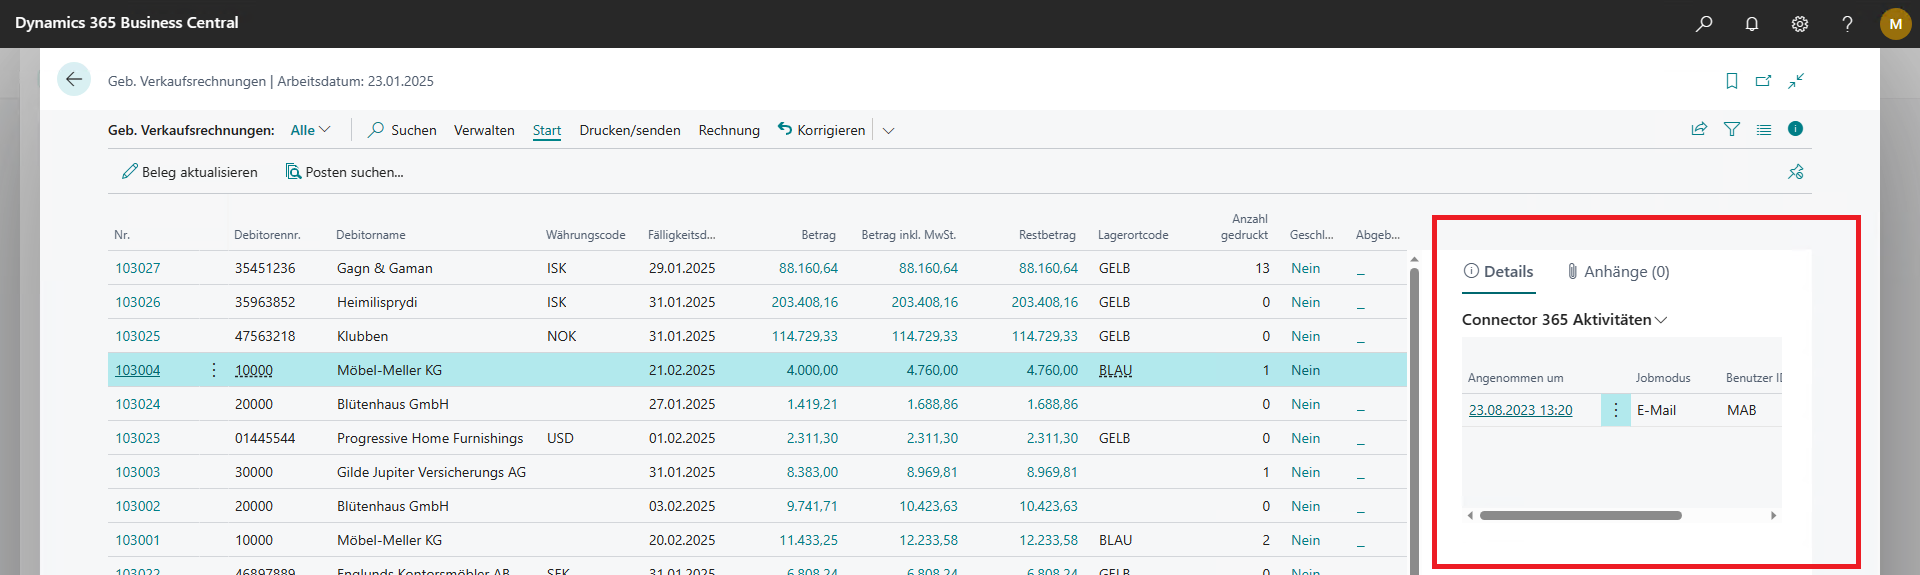 Dynamics 365 Business Central
M
Geb. Verkaufsrechnungen | Arbeitsdatum: 23.01.2025
Geb. Verkaufsrechnungen: Alle Suchen Verwalten Start Drucken/senden Rechnung Korrigieren
Beleg aktualisieren Posten suchen...
Nr. Debitorennr. Debitorname Währungscode Fälligkeitsd... Betrag Betrag inkl. MwSt. Restbetrag Lagerortcode Anzahl gedruckt Geschl... Abgeb...
103027 35451236 Gagn & Gaman ISK 29.01.2025 88.160,64 88.160,64 88.160,64 GELB 13 Nein _
103026 35963852 Heimilisprydi ISK 31.01.2025 203.408,16 203.408,16 203.408,16 GELB 0 Nein _
103025 47563218 Klubben NOK 31.01.2025 114.729,33 114.729,33 114.729,33 GELB 0 Nein _
103004 10000 Möbel-Meller KG 21.02.2025 4.000,00 4.760,00 4.760,00 BLAU 1 Nein
103024 20000 Blütenhaus GmbH 27.01.2025 1.419,21 1.688,86 1.688,86 0 Nein _
103023 01445544 Progressive Home Furnishings USD 01.02.2025 2.311,30 2.311,30 2.311,30 GELB 0 Nein _
103003 30000 Gilde Jupiter Versicherungs AG 31.01.2025 8.383,00 8.969,81 8.969,81 1 Nein _
103002 20000 Blütenhaus GmbH 03.02.2025 9.741,71 10.423,63 10.423,63 0 Nein _
103001 10000 Möbel-Meller KG 20.02.2025 11.433,25 12.233,58 12.233,58 BLAU 2 Nein _
103022 46897889 Englunds Kontorsmöbler AB SEK 31.01.2025 6.808,24 6.808,24 6.808,24 GELB 0 Nein
Details Anhänge (0)
Connector 365 Aktivitäten
Angenommen um Jobmodus Benutzer ID
23.08.2023 13:20 E-Mail MAB